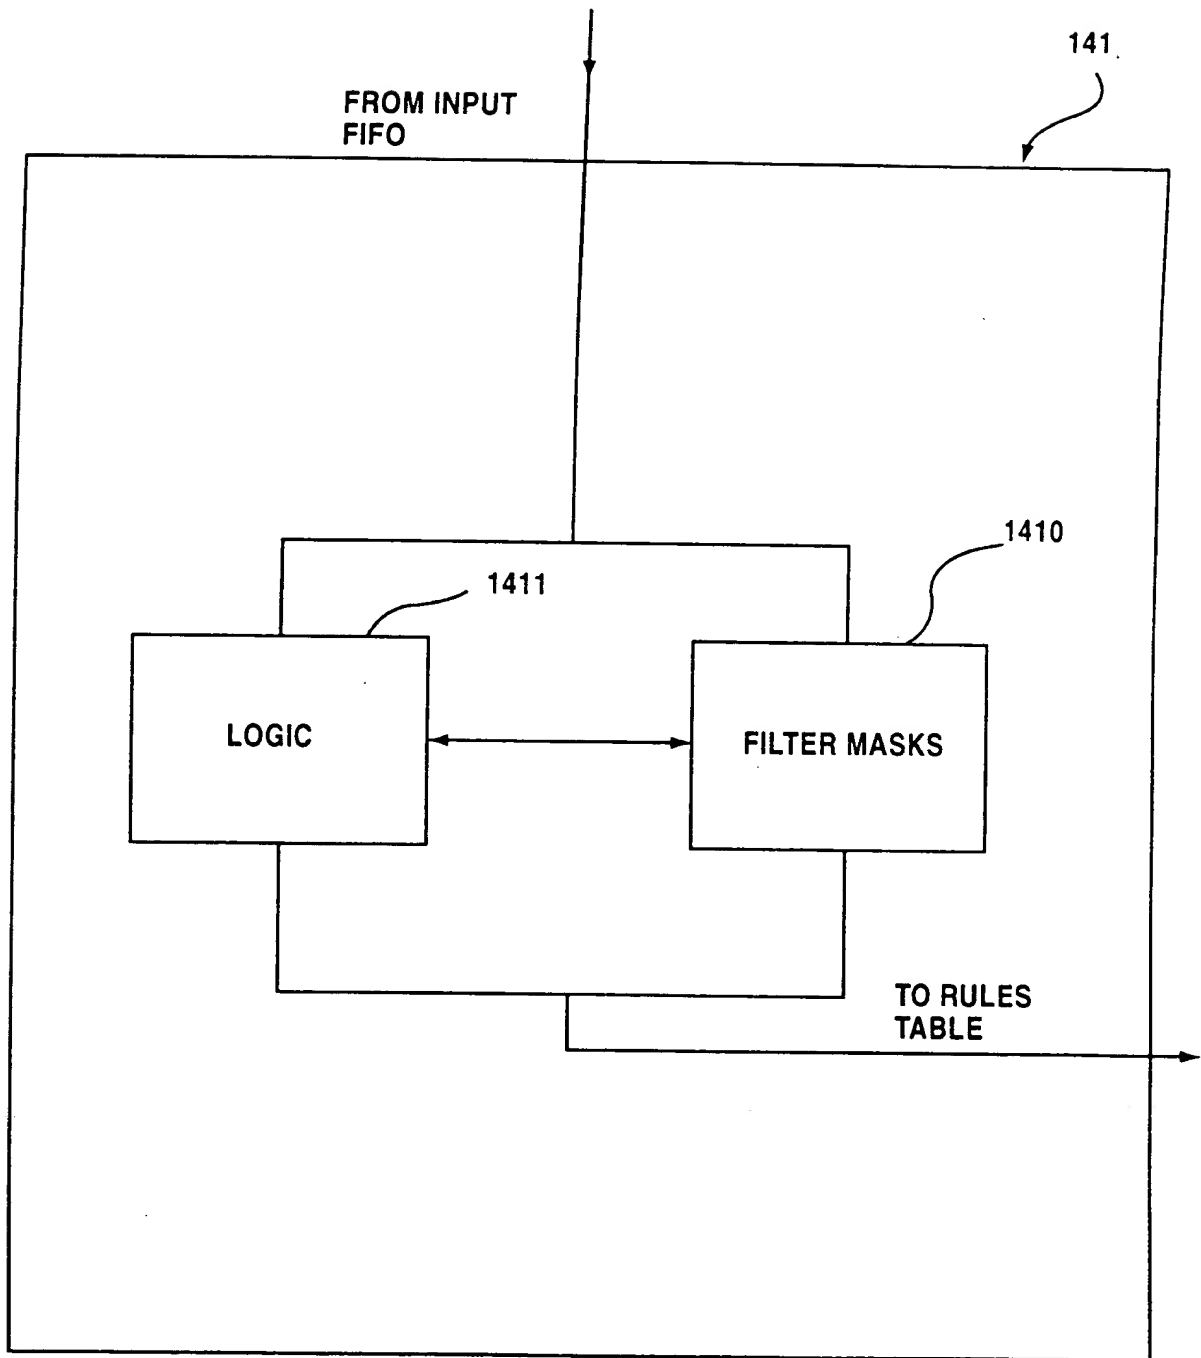 141
FROM INPUT
FIFO
1410
1411
LOGIC
FILTER MASKS
TO RULES
TABLE